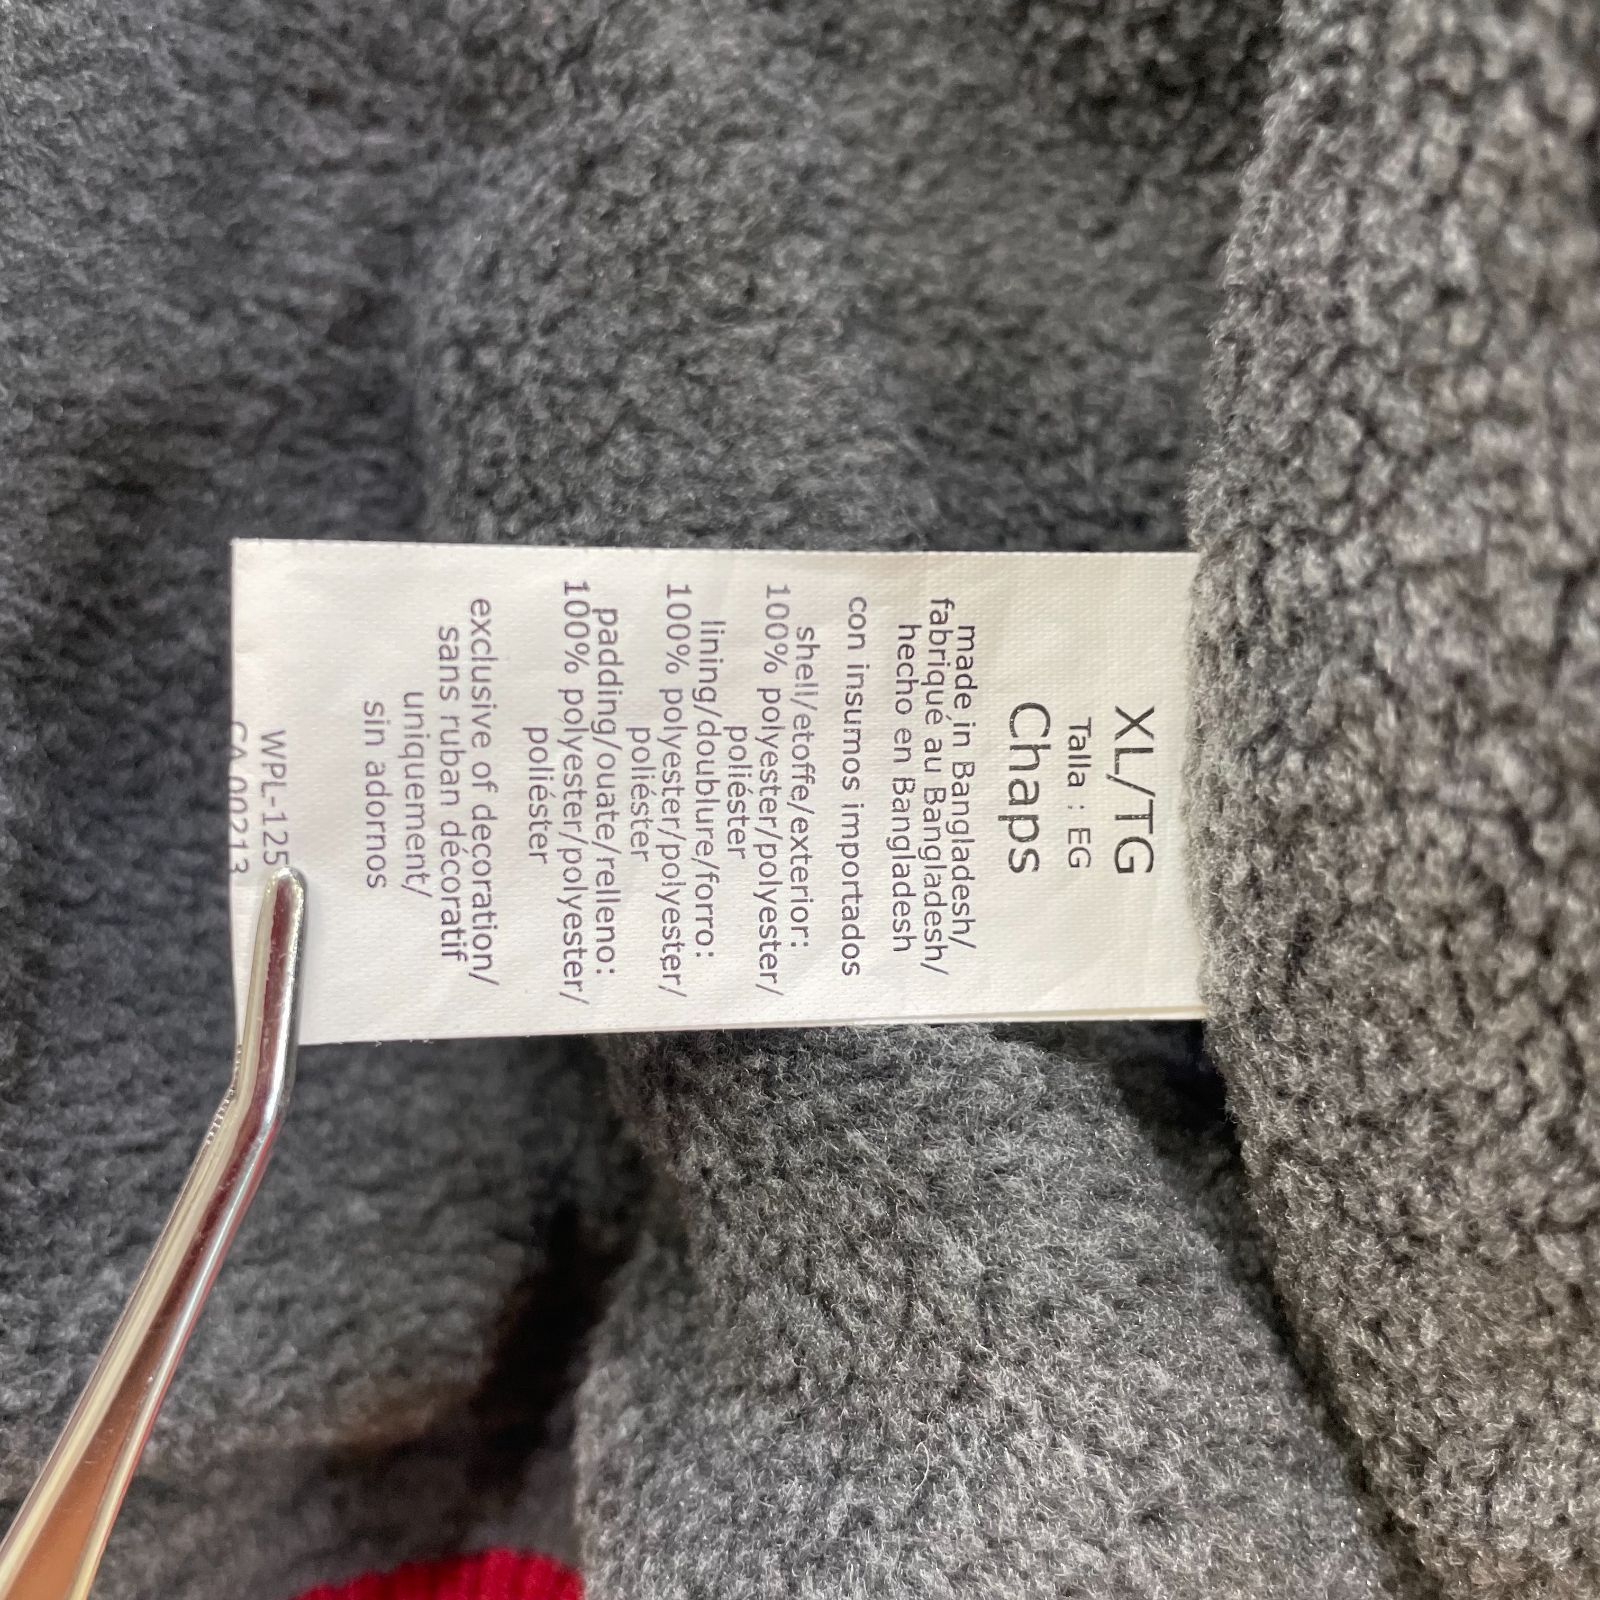 XL/TG
Talla : EG
Chaps
made in Bangladesh/
fabriqué au Bangladesh/
hecho en Bangladesh
con insumos importados
shell/etoffe/exterior:
100% polyester/polyester/
poliéster
lining/doublure/forro:
100% polyester/polyester/
poliéster
padding/ouate/relleno:
100% polyester/polyester/
poliéster
exclusive of decoration/
sans ruban décoratif
uniquement/
sin adornos
WPL-125
CA 00213